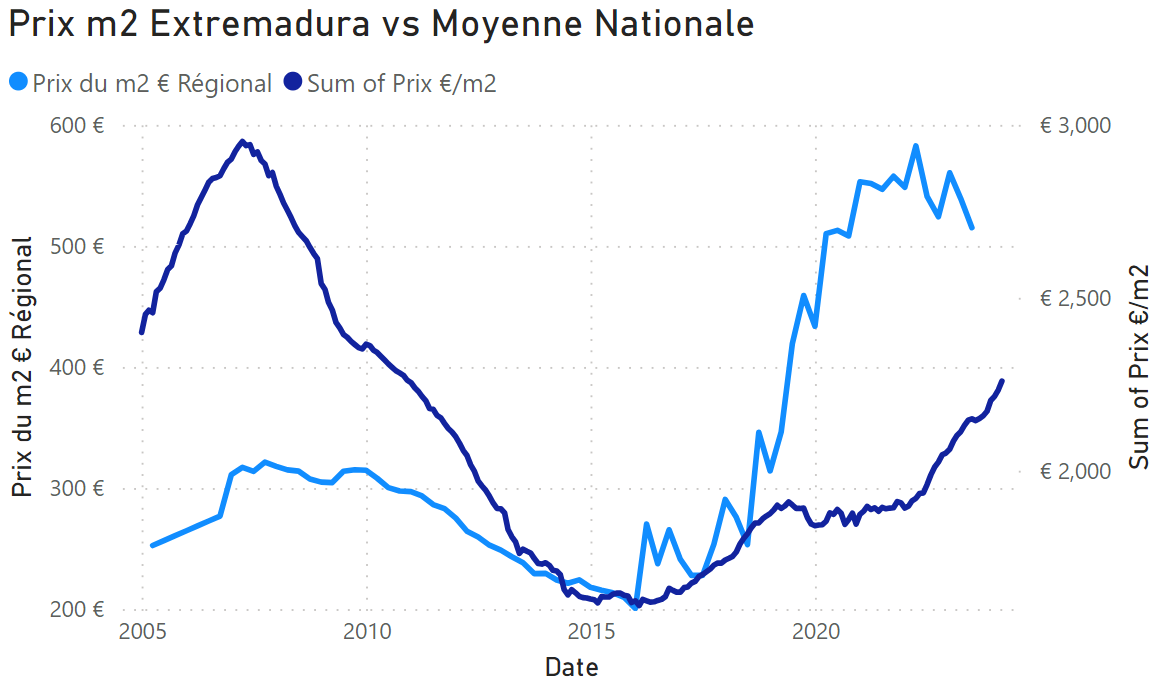 Prix m2 Extremadura vs Moyenne Nationale
Prix du m2 € Régional Sum of Prix €/m2
600 €
500 €
400 €
300 €
200 €
Prix du m2 € Régional
€ 3,000
€ 2,500
€ 2,000
Sum of Prix €/m2
2005 2010 2015 2020
Date